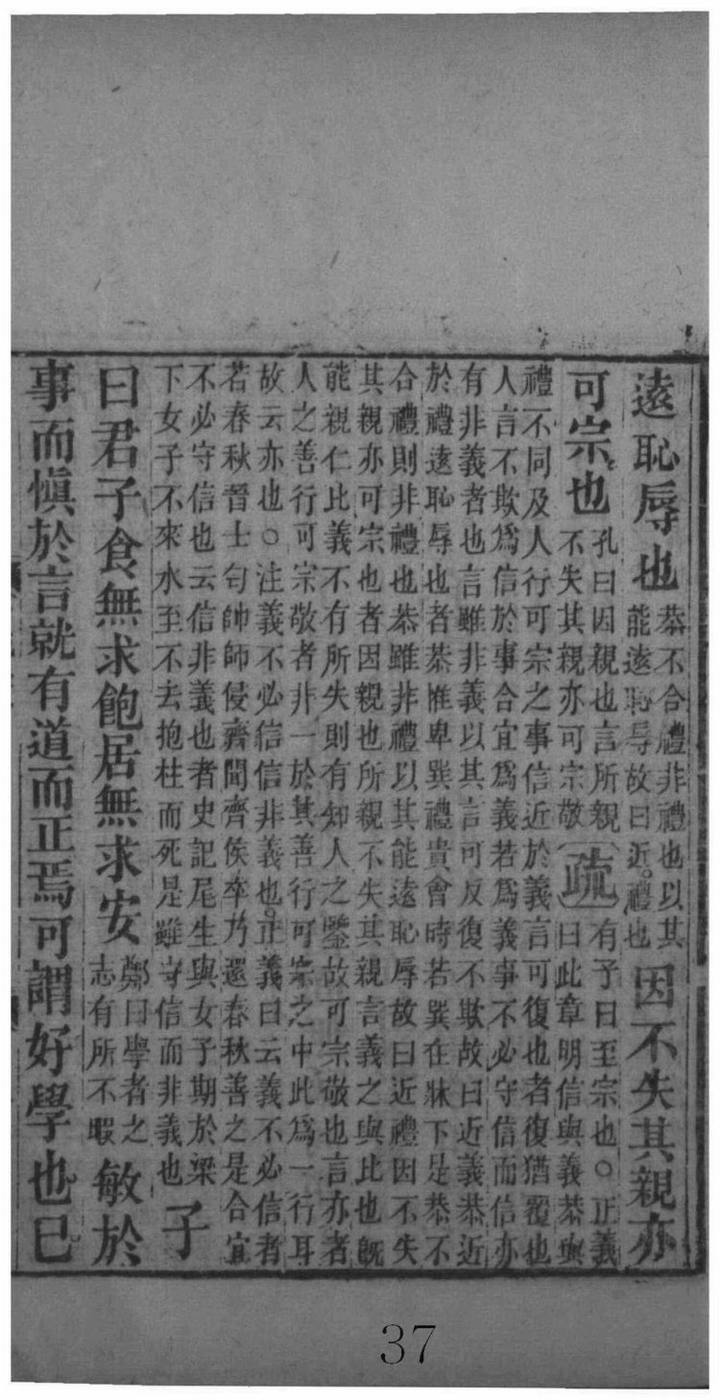 遠恥辱也恭不合禮非禮也以其能遠恥辱故曰近禮也因不失其親亦
可宗也孔曰因親也言所親不失其親亦可宗敬疏有子曰至宗也○正義曰此章明信與義恭與
禮不同及人行可宗之事信近於義言可復也者復猶覆也
人言不欺爲信於事合宜爲義若爲義事不必守信而信亦
有非義者也言雖非義以其言可反復不欺故曰近義恭近
於禮遠恥辱也者恭惟卑巽禮貴會時若巽在牀下是恭不
合禮則非禮也恭雖非禮以其能遠恥辱故曰近禮因不失
其親亦可宗也者因親也所親不失其親言義之與比也既
能親仁比義不有所失則有知人之鑒故可宗敬也言亦者
人之善行可宗敬者非一於其善行可宗之中此爲一行耳
故云亦也○注義不必信信非義也正義曰云義不必信者
若春秋晉士匄帥師侵齊聞齊侯卒乃還春秋善之是合宜
不必守信也云信非義也者史記尾生與女子期於梁
下女子不來水至不去抱柱而死是雖守信而非義也子
曰君子食無求飽居無求安鄭曰學者之志有所不暇敏於
事而愼於言就有道而正焉可謂好學也已
37